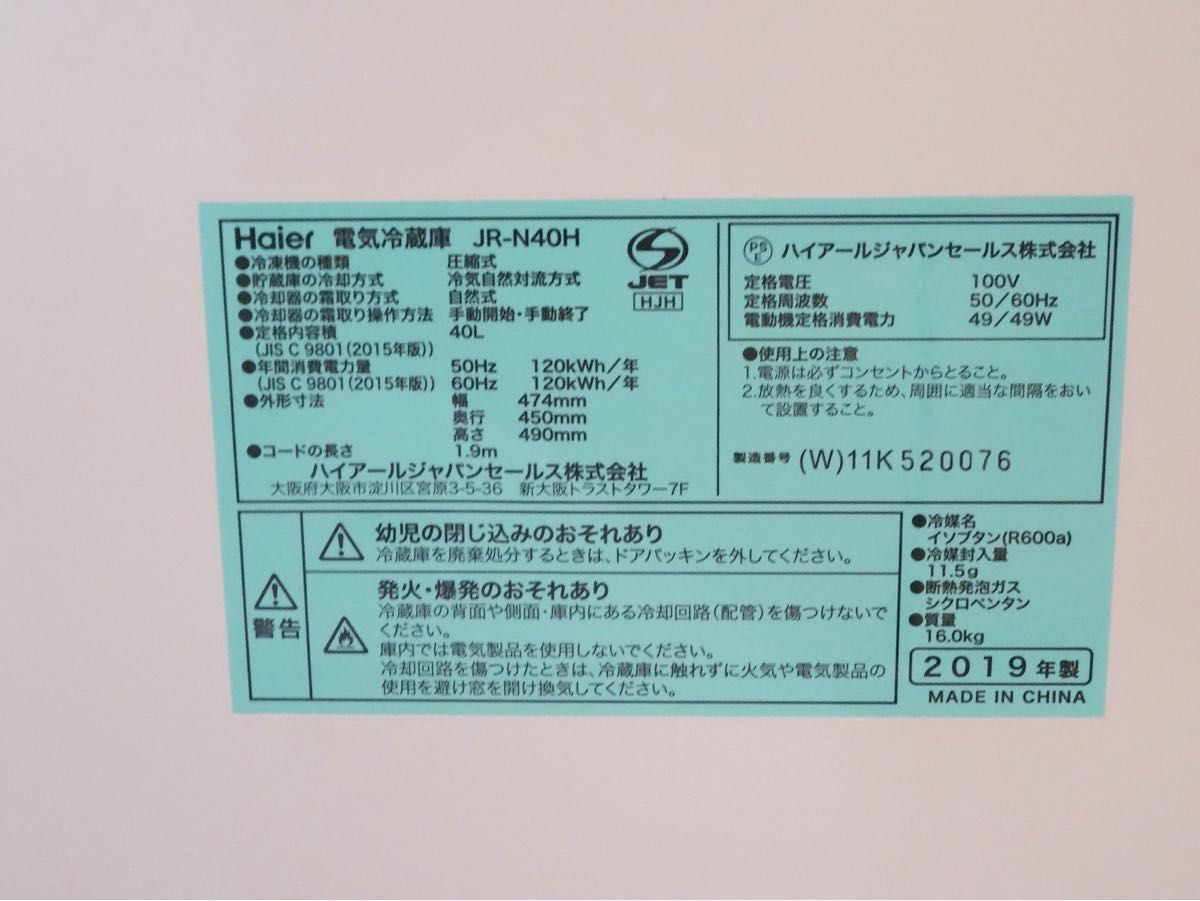 Haier 電気冷蔵庫 JR-N40H
●冷凍機の種類 圧縮式
●貯蔵庫の冷却方式 冷気自然対流方式
●冷却器の霜取り方式 自然式
●冷却器の霜取り操作方法 手動開始・手動終了
●定格内容積 40L
(JIS C 9801(2015年版))
●年間消費電力量 50Hz 120kWh/年
(JIS C 9801(2015年版)) 60Hz 120kWh/年
●外形寸法 幅 474mm
奥行 450mm
高さ 490mm
●コードの長さ 1.9m
ハイアールジャパンセールス株式会社
大阪府大阪市淀川区宮原3-5-36 新大阪トラストタワー7F
JET
HJH
PS
E
ハイアールジャパンセールス株式会社
定格電圧 100V
定格周波数 50/60Hz
電動機定格消費電力 49/49W
●使用上の注意
1.電源は必ずコンセントからとること。
2.放熱を良くするため、周囲に適当な間隔をおい
て設置すること。
製造番号 (W)11K520076
警告
幼児の閉じ込みのおそれあり
冷蔵庫を廃棄処分するときは、ドアパッキンを外してください。
発火・爆発のおそれあり
冷蔵庫の背面や側面・庫内にある冷却回路(配管)を傷つけないで
ください。
庫内では電気製品を使用しないでください。
冷却回路を傷つけたときは、冷蔵庫に触れずに火気や電気製品の
使用を避け窓を開け換気してください。
●冷媒名
イソブタン(R600a)
●冷媒封入量
11.5g
●断熱発泡ガス
シクロペンタン
●質量
16.0kg
2019年製
MADE IN CHINA